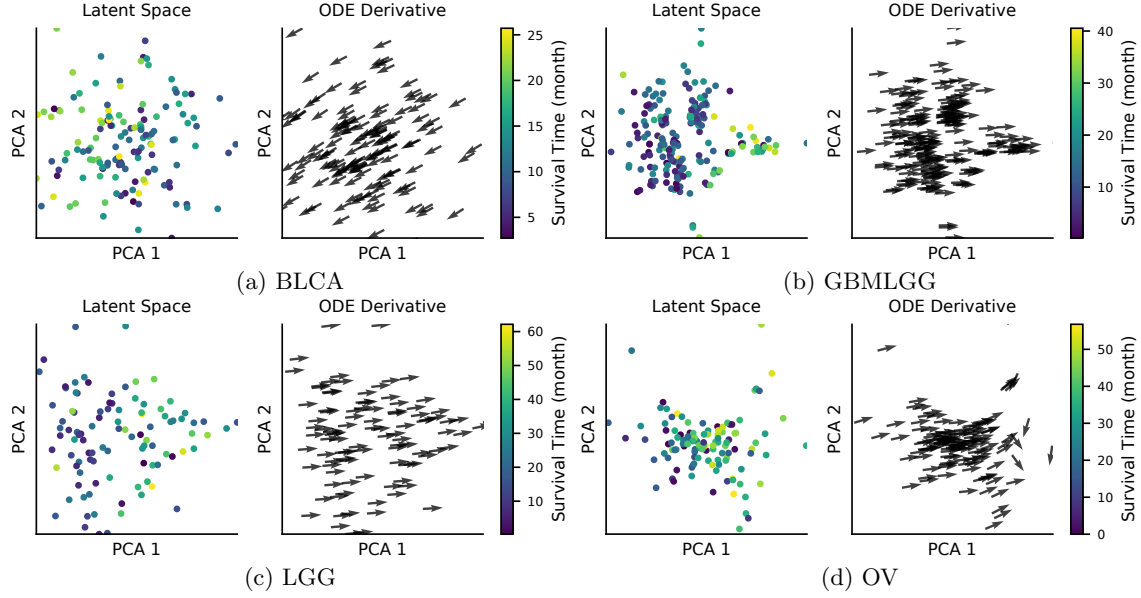 Latent Space
ODE Derivative
PCA 2
PCA 2
PCA 1
PCA 1
25
20
15
10
5
Survival Time (month)
(a) BLCA
Latent Space
ODE Derivative
PCA 2
PCA 2
PCA 1
PCA 1
40
30
20
10
Survival Time (month)
(b) GBMLGG
Latent Space
ODE Derivative
PCA 2
PCA 2
PCA 1
PCA 1
60
50
40
30
20
10
Survival Time (month)
(c) LGG
Latent Space
ODE Derivative
PCA 2
PCA 2
PCA 1
PCA 1
50
40
30
20
10
0
Survival Time (month)
(d) OV